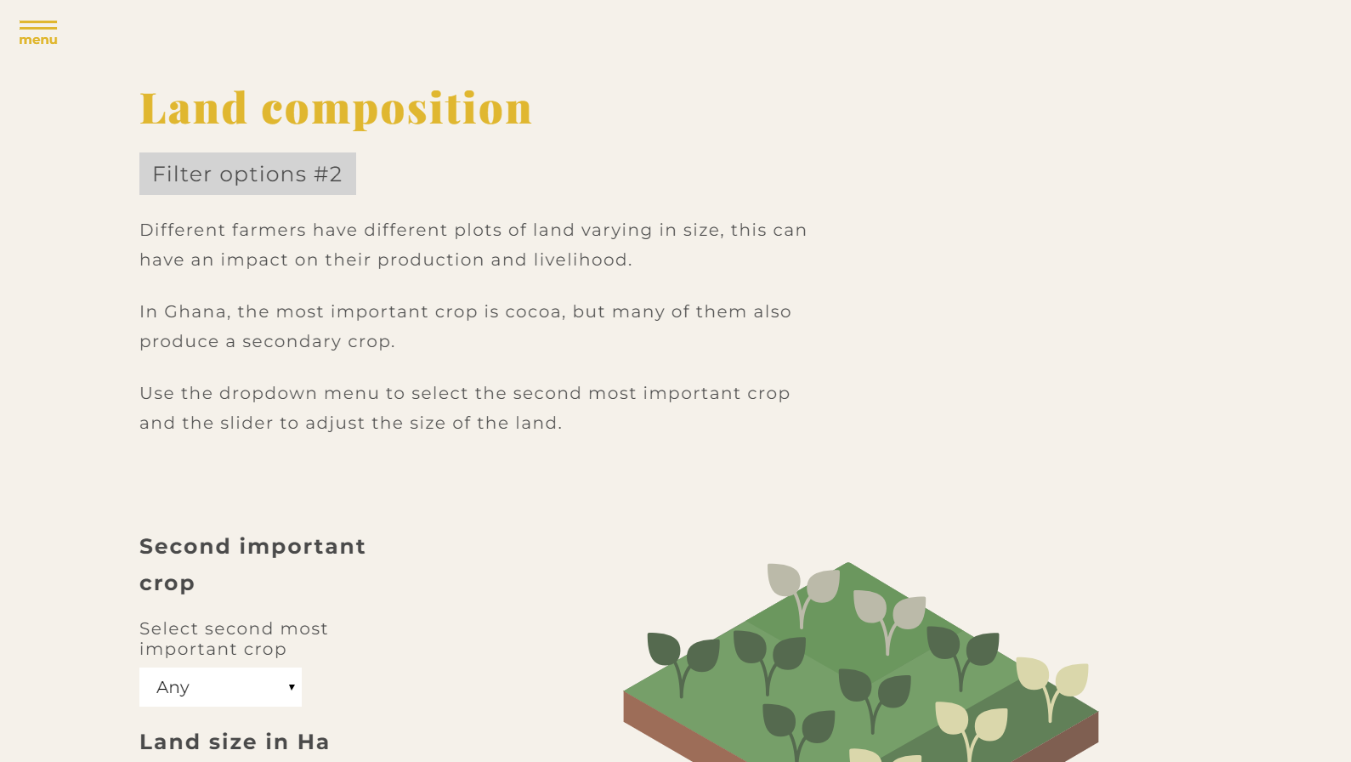 menu
Land composition
Filter options #2
Different farmers have different plots of land varying in size, this can
have an impact on their production and livelihood.
In Ghana, the most important crop is cocoa, but many of them also
produce a secondary crop.
Use the dropdown menu to select the second most important crop
and the slider to adjust the size of the land.
Second important
crop
Select second most
important crop
Any
Land size in Ha